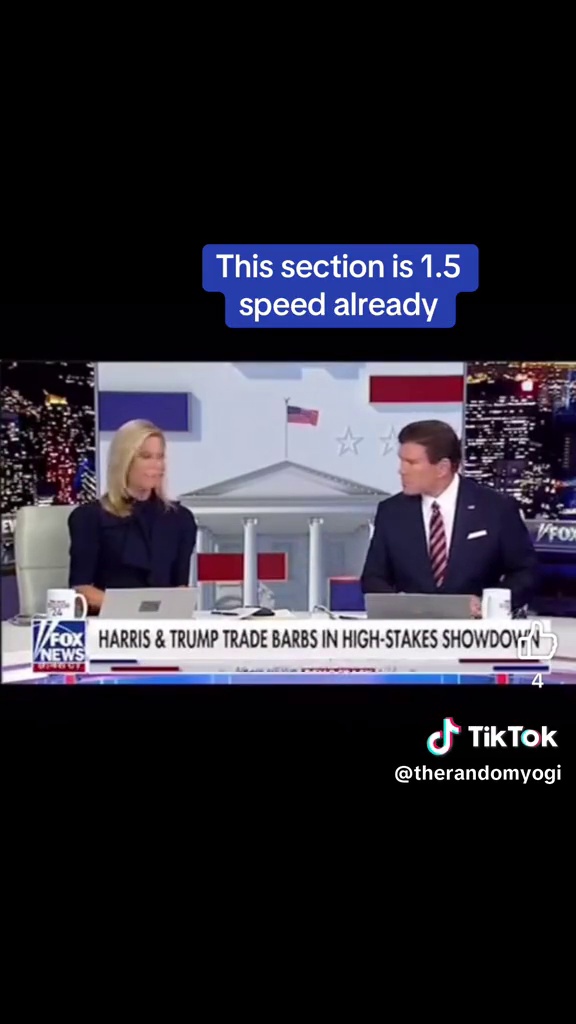 This section is 1.5
speed already
FOX
NEWS
HARRIS & TRUMP TRADE BARBS IN HIGH-STAKES SHOWDOWN
FOX
4
TikTok
@therandomyogi